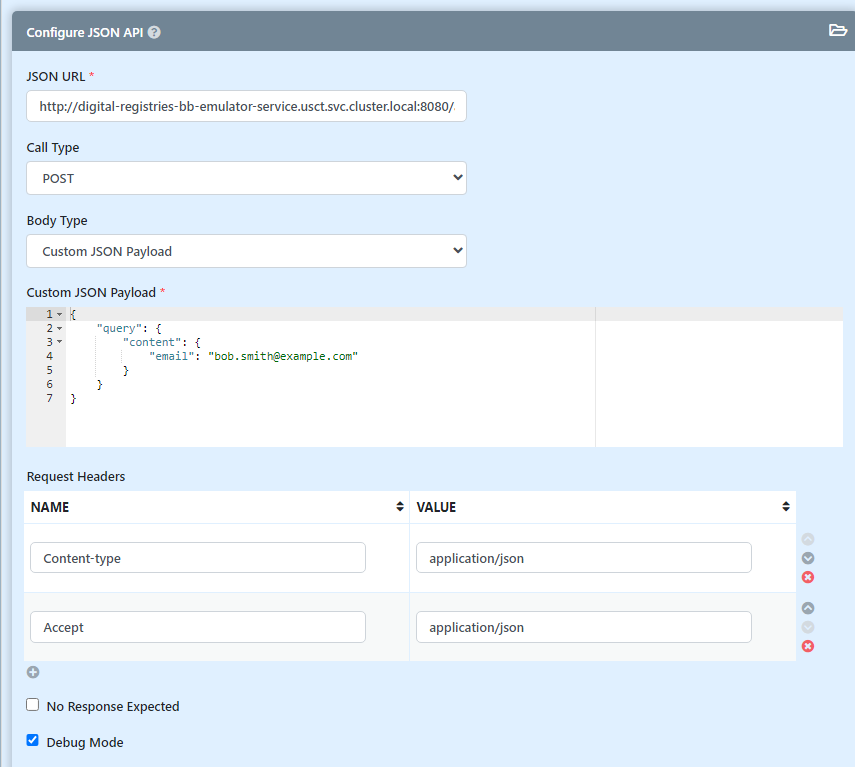 Configure JSON API ?
JSON URL *
http://digital-registries-bb-emulator-service.usct.svc.cluster.local:8080/
Call Type
POST
Body Type
Custom JSON Payload
Custom JSON Payload *
1 {
2 "query": {
3 "content": {
4 "email": "bob.smith@example.com"
5 }
6 }
7 }
Request Headers
NAME VALUE
Content-type application/json
Accept application/json
No Response Expected
Debug Mode